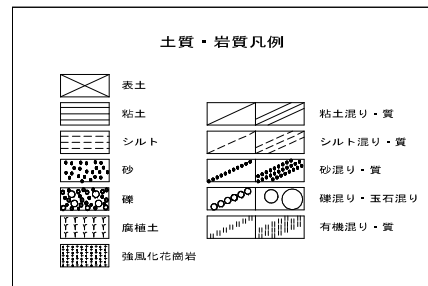 土質・岩質凡例
表土
粘土
粘土混り・質
シルト
シルト混り・質
砂
砂混り・質
礫
礫混り・玉石混り
腐植土
有機混り・質
強風化花崗岩